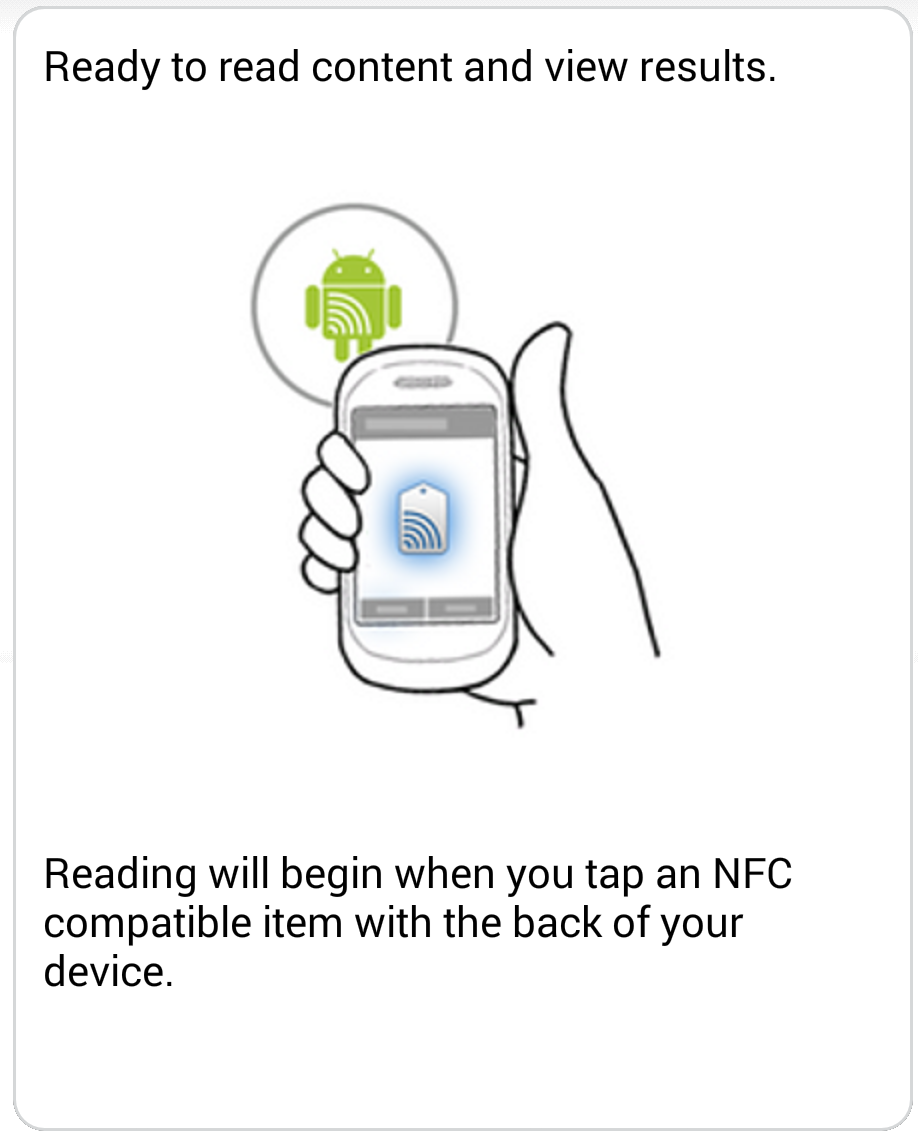 Ready to read content and view results.
Reading will begin when you tap an NFC
compatible item with the back of your
device.